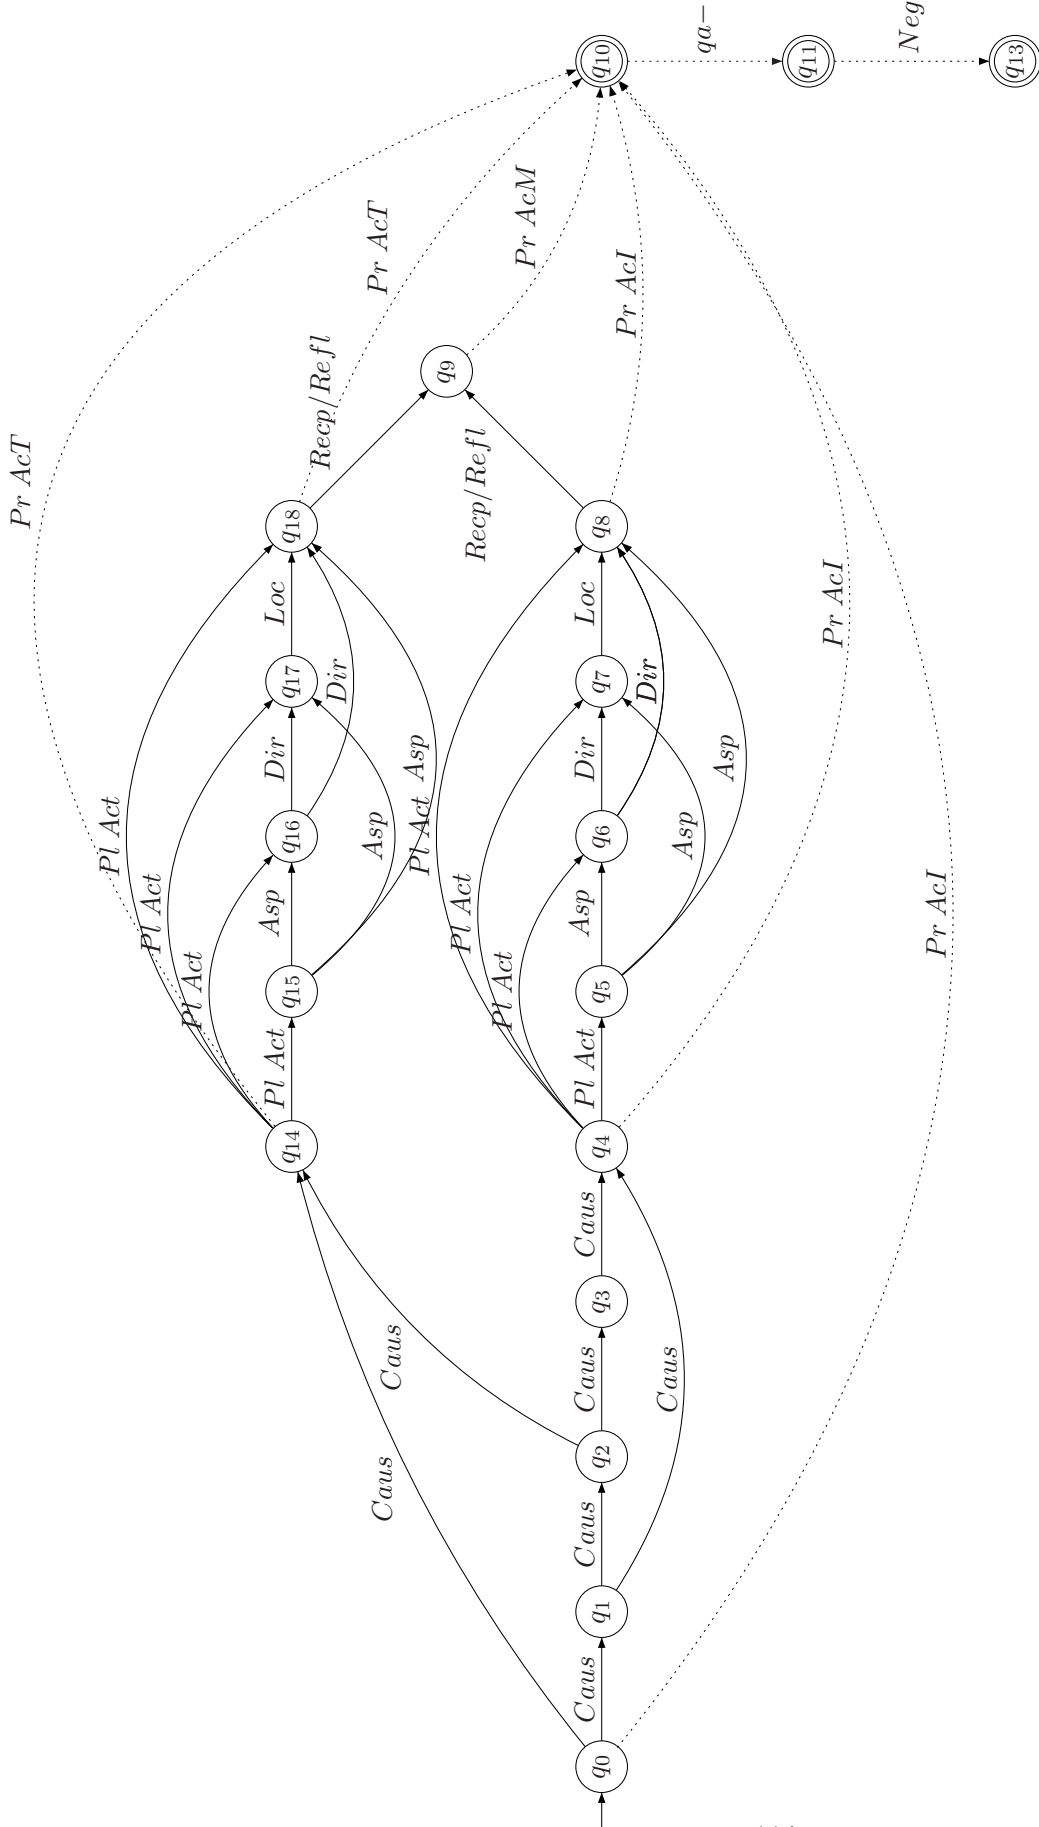 Pr AcT
Pl Act
Pl Act
Pl Act
Pl Act
Asp
Dir
Loc
q14
q15
q16
q17
q18
Recp/Refl
Dir
Asp
Pr AcT
Caus
Caus
Pl Act
Asp
q9
Pl Act
Recp/Refl
Pl Act
Pr AcM
Caus
Caus
Caus
Caus
Pl Act
Asp
Dir
Loc
q0
q1
q2
q3
q4
q5
q6
q7
q8
q10
Pr AcI
Dir
Caus
Asp
qa−
Asp
q11
Pr AcI
Neg
Pr AcI
q13